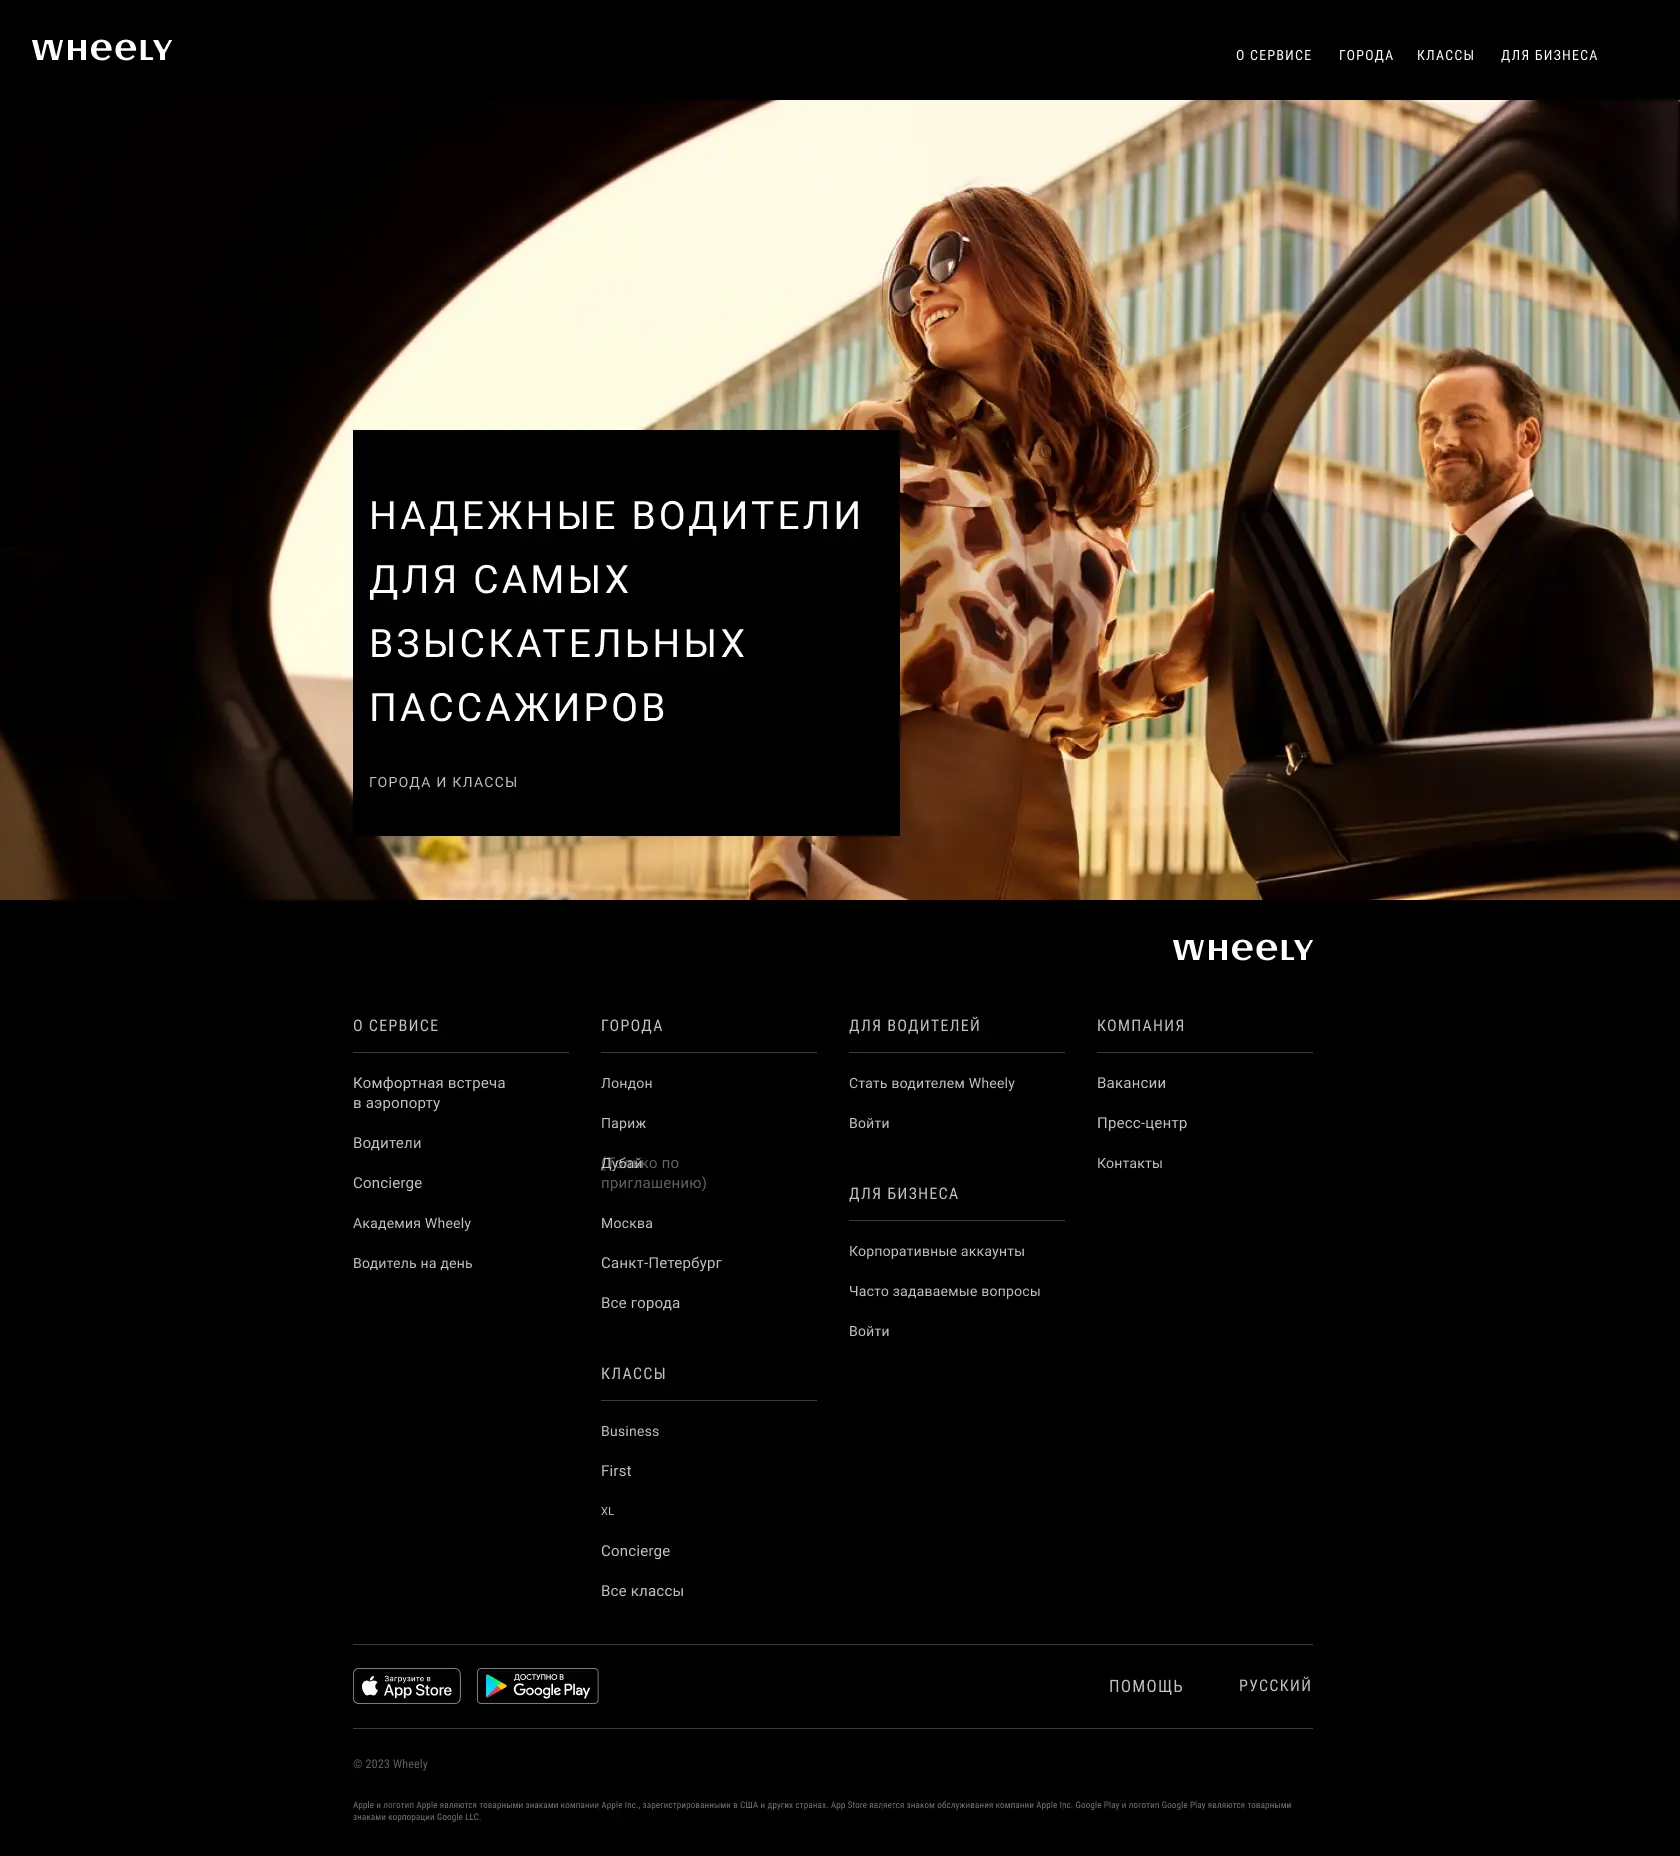 WHEELY
О СЕРВИСЕ
ГОРОДА
КЛАССЫ
ДЛЯ БИЗНЕСА
НАДЕЖНЫЕ ВОДИТЕЛИ
ДЛЯ САМЫХ
ВЗЫСКАТЕЛЬНЫХ
ПАССАЖИРОВ
ГОРОДА И КЛАССЫ
WHEELY
О СЕРВИСЕ
Комфортная встреча
в аэропорту
Водители
Concierge
Академия Wheely
Водитель на день
ГОРОДА
Лондон
Париж
Дубай
(Только по
приглашению)
Москва
Санкт-Петербург
Все города
КЛАССЫ
Business
First
XL
Concierge
Все классы
ДЛЯ ВОДИТЕЛЕЙ
Стать водителем Wheely
Войти
ДЛЯ БИЗНЕСА
Корпоративные аккаунты
Часто задаваемые вопросы
Войти
КОМПАНИЯ
Вакансии
Пресс-центр
Контакты
Загрузите в
App Store
ДОСТУПНО В
Google Play
ПОМОЩЬ
РУССКИЙ
© 2023 Wheely
Apple и логотип Apple являются товарными знаками компании Apple Inc., зарегистрированными в США и других странах. App Store является знаком обслуживания компании Apple Inc. Google Play и логотип Google Play являются товарными
знаками корпорации Google LLC.